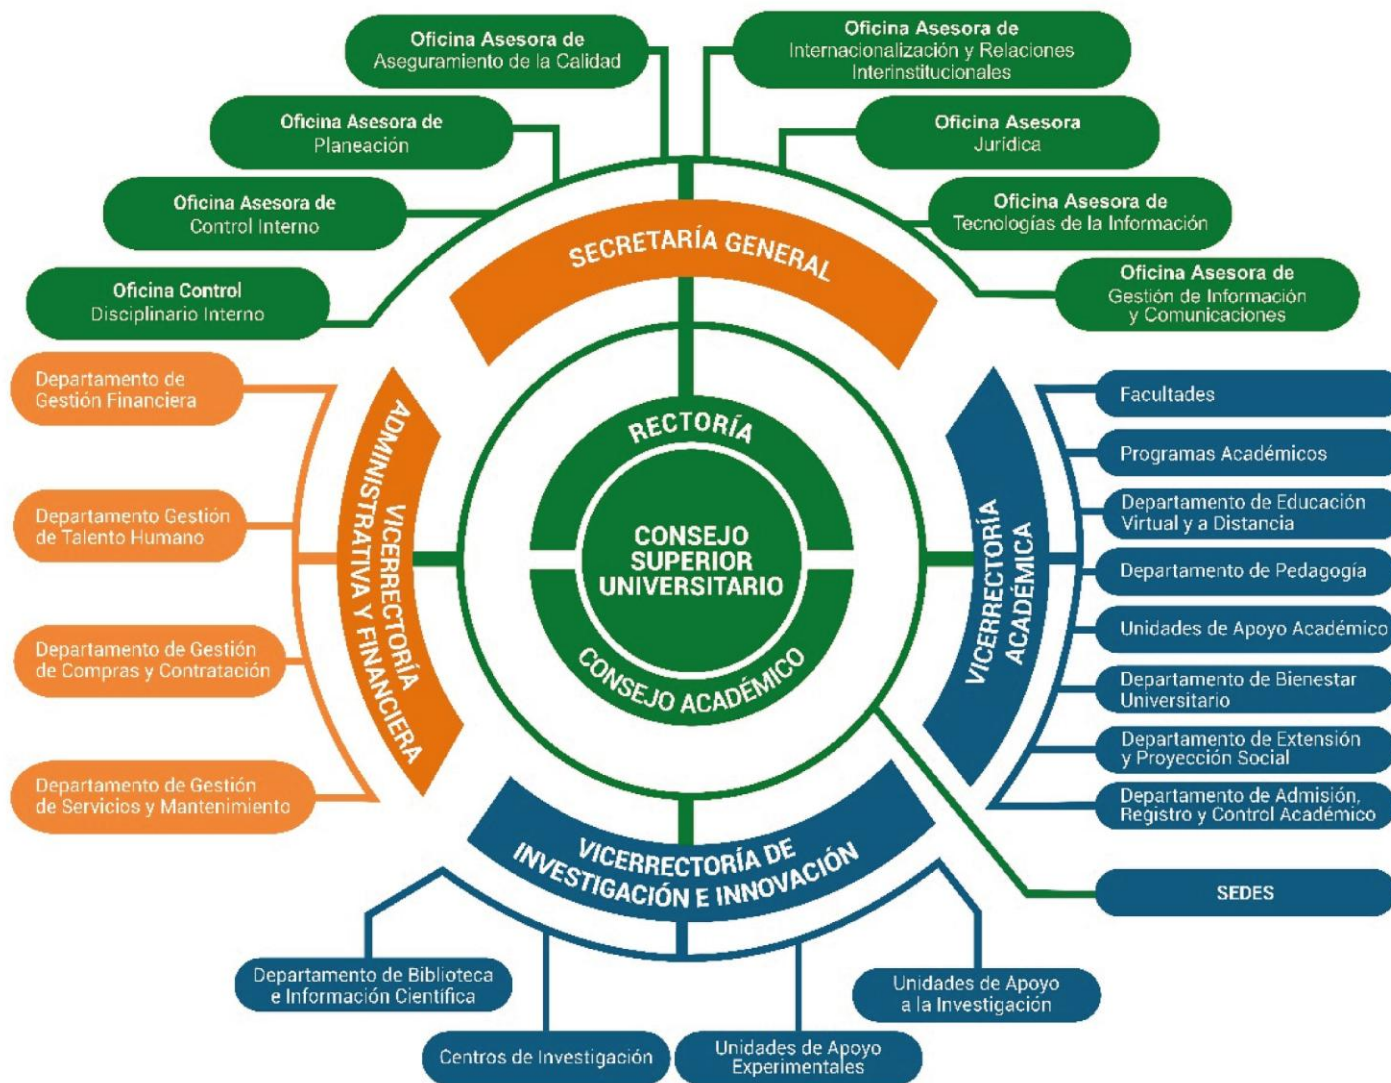 Oficina Asesora de
Aseguramiento de la Calidad
Oficina Asesora de
Internacionalización y Relaciones
Interinstitucionales
Oficina Asesora de
Planeación
Oficina Asesora
Jurídica
Oficina Asesora de
Control Interno
Oficina Asesora de
Tecnologías de la Información
Oficina Control
Disciplinario Interno
Oficina Asesora de
Gestión de Información
y Comunicaciones
SECRETARÍA GENERAL
RECTORÍA
CONSEJO
SUPERIOR
UNIVERSITARIO
CONSEJO ACADÉMICO
VICERRECTORÍA
ADMINISTRATIVA Y FINANCIERA
Departamento de
Gestión Financiera
Departamento Gestión
de Talento Humano
Departamento de Gestión
de Compras y Contratación
Departamento de Gestión
de Servicios y Mantenimiento
VICERRECTORÍA
ACADÉMICA
Facultades
Programas Académicos
Departamento de Educación
Virtual y a Distancia
Departamento de Pedagogía
Unidades de Apoyo Académico
Departamento de Bienestar
Universitario
Departamento de Extensión
y Proyección Social
Departamento de Admisión,
Registro y Control Académico
SEDES
VICERRECTORÍA DE
INVESTIGACIÓN E INNOVACIÓN
Departamento de Biblioteca
e Información Científica
Centros de Investigación
Unidades de Apoyo
Experimentales
Unidades de Apoyo
a la Investigación